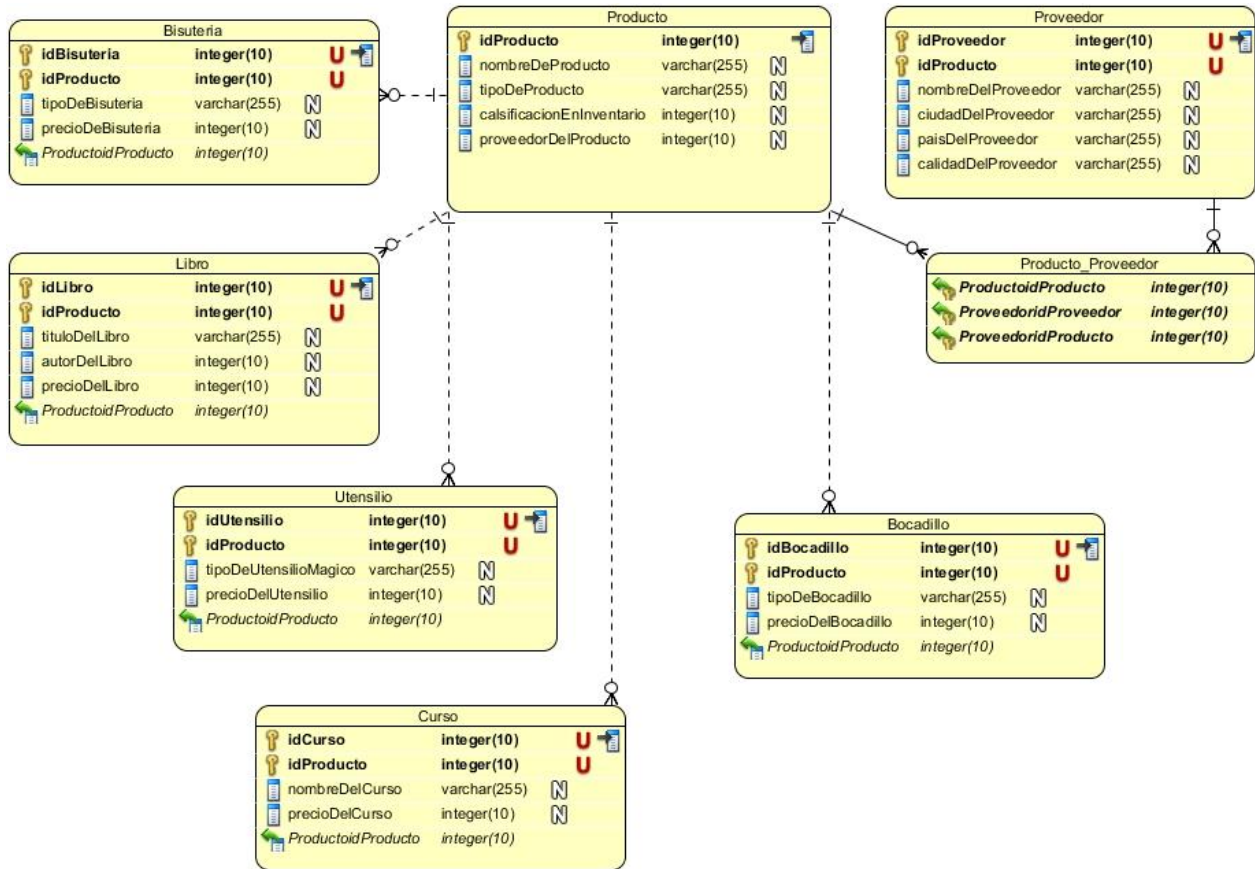 Bisuteria
idBisuteria integer(10) U
idProducto integer(10) U
tipoDeBisuteria varchar(255) N
precioDeBisuteria integer(10) N
ProductoidProducto integer(10)
Producto
idProducto integer(10)
nombreDeProducto varchar(255) N
tipoDeProducto varchar(255) N
calsificacionEnInventario integer(10) N
proveedorDelProducto integer(10) N
Proveedor
idProveedor integer(10) U
idProducto integer(10) U
nombreDelProveedor varchar(255) N
ciudadDelProveedor varchar(255) N
paisDelProveedor varchar(255) N
calidadDelProveedor varchar(255) N
Libro
idLibro integer(10) U
idProducto integer(10) U
tituloDelLibro varchar(255) N
autorDelLibro integer(10) N
precioDelLibro integer(10) N
ProductoidProducto integer(10)
Producto_Proveedor
ProductoidProducto integer(10)
ProveedoridProveedor integer(10)
ProveedoridProducto integer(10)
Utensilio
idUtensilio integer(10) U
idProducto integer(10) U
tipoDeUtensilioMagico varchar(255) N
precioDelUtensilio integer(10) N
ProductoidProducto integer(10)
Bocadillo
idBocadillo integer(10) U
idProducto integer(10) U
tipoDeBocadillo varchar(255) N
precioDelBocadillo integer(10) N
ProductoidProducto integer(10)
Curso
idCurso integer(10) U
idProducto integer(10) U
nombreDelCurso varchar(255) N
precioDelCurso integer(10) N
ProductoidProducto integer(10)